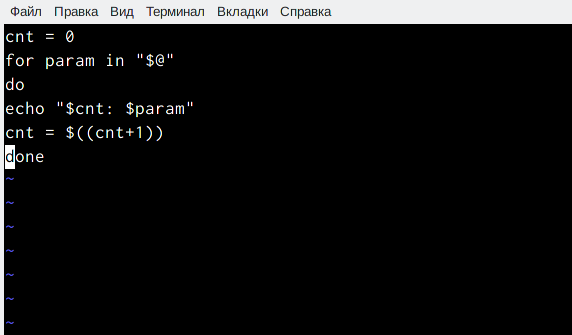 Файл Правка Вид Терминал Вкладки Справка
cnt = 0
for param in "$@"
do
echo "$cnt: $param"
cnt = $((cnt+1))
done
~
~
~
~
~
~
~